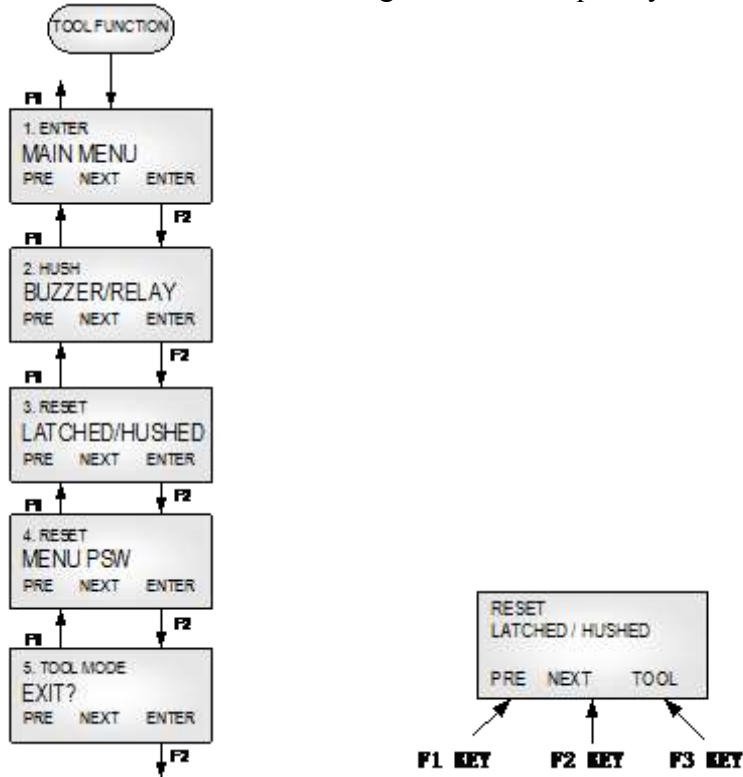 TOOL FUNCTION
F1
1. ENTER
MAIN MENU
PRE NEXT ENTER
F2
F1
2. HUSH
BUZZER/RELAY
PRE NEXT ENTER
F2
F1
3. RESET
LATCHED/HUSHED
PRE NEXT ENTER
F2
F1
4. RESET
MENU PSW
PRE NEXT ENTER
F2
F1
5. TOOL MODE
EXIT?
PRE NEXT ENTER
F2
RESET
LATCHED / HUSHED
PRE NEXT TOOL
F1 KEY F2 KEY F3 KEY